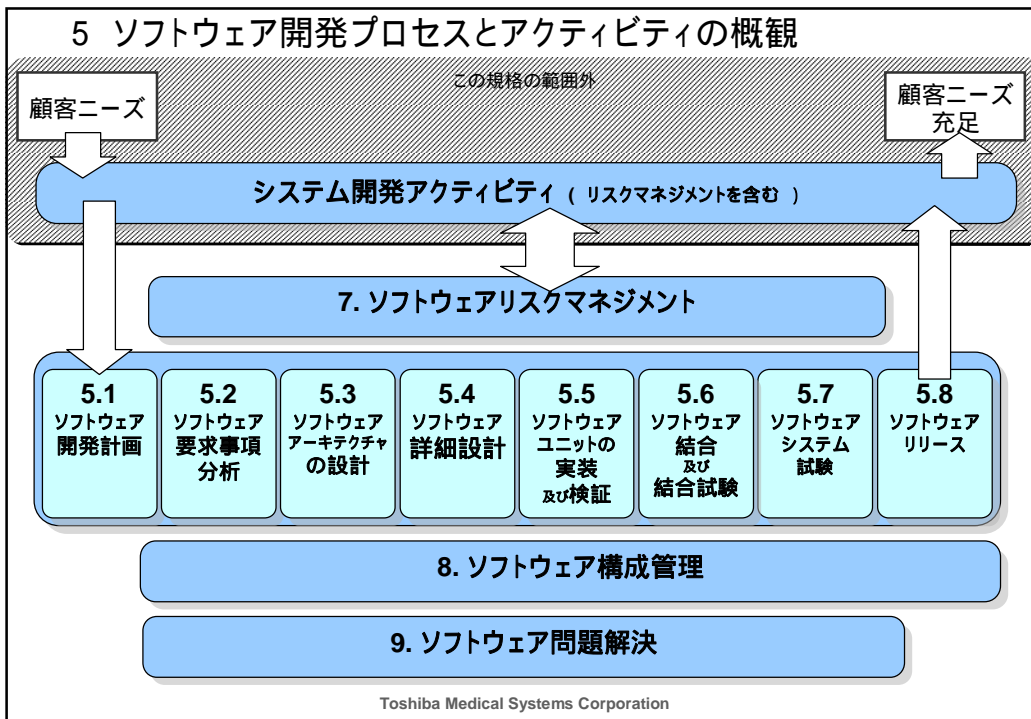 5 ソフトウェア開発プロセスとアクティビティの概観
この規格の範囲外
顧客ニーズ
顧客ニーズ
充足
システム開発アクティビティ ( リスクマネジメントを含む )
7. ソフトウェアリスクマネジメント
5.1
ソフトウェア
開発計画
5.2
ソフトウェア
要求事項
分析
5.3
ソフトウェア
アーキテクチャ
の設計
5.4
ソフトウェア
詳細設計
5.5
ソフトウェア
ユニットの
実装
及び検証
5.6
ソフトウェア
結合
及び
結合試験
5.7
ソフトウェア
システム
試験
5.8
ソフトウェア
リリース
8. ソフトウェア構成管理
9. ソフトウェア問題解決
Toshiba Medical Systems Corporation